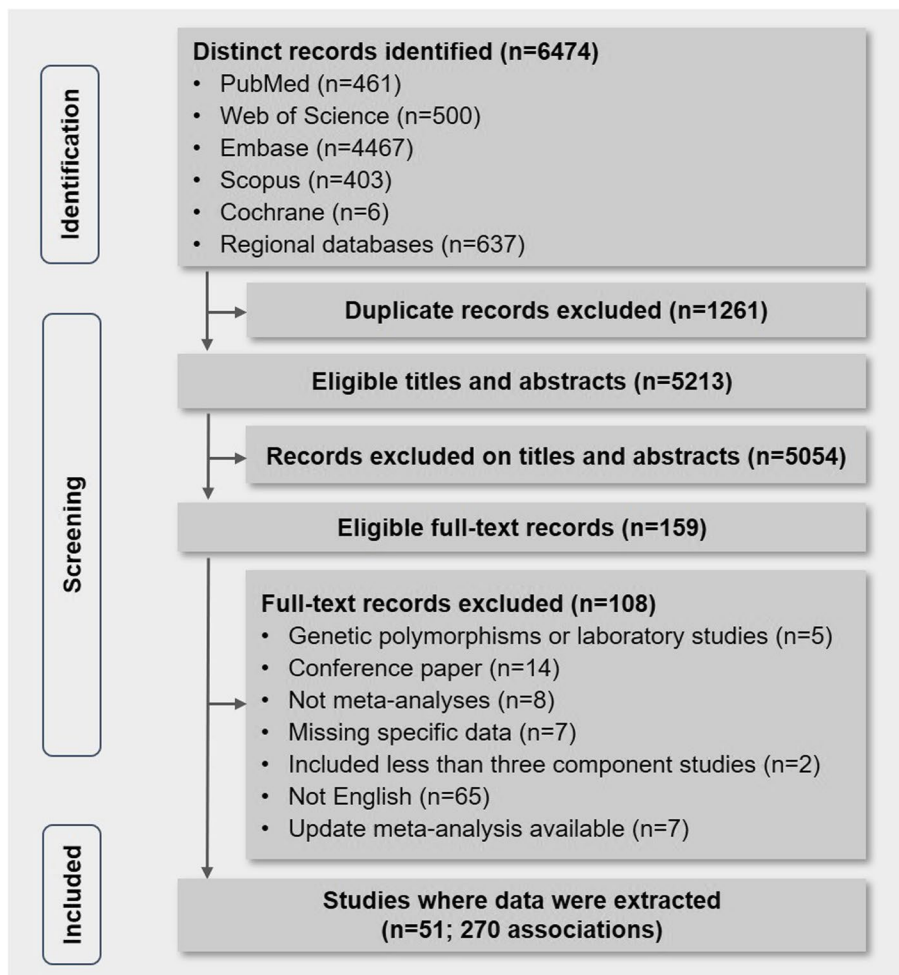 Identification
Distinct records identified (n=6474)
• PubMed (n=461)
• Web of Science (n=500)
• Embase (n=4467)
• Scopus (n=403)
• Cochrane (n=6)
• Regional databases (n=637)
Screening
Duplicate records excluded (n=1261)
Eligible titles and abstracts (n=5213)
Records excluded on titles and abstracts (n=5054)
Eligible full-text records (n=159)
Full-text records excluded (n=108)
• Genetic polymorphisms or laboratory studies (n=5)
• Conference paper (n=14)
• Not meta-analyses (n=8)
• Missing specific data (n=7)
• Included less than three component studies (n=2)
• Not English (n=65)
• Update meta-analysis available (n=7)
Included
Studies where data were extracted
(n=51; 270 associations)